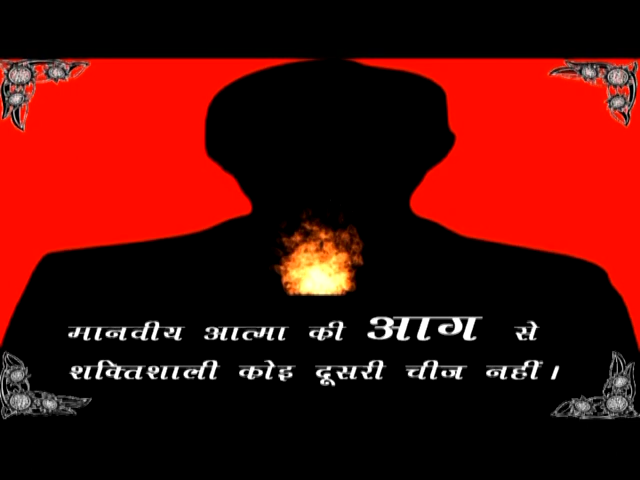 मानवीय आत्मा की आग से
शक्तिशाली कोइ दूसरी चीज नहीं।